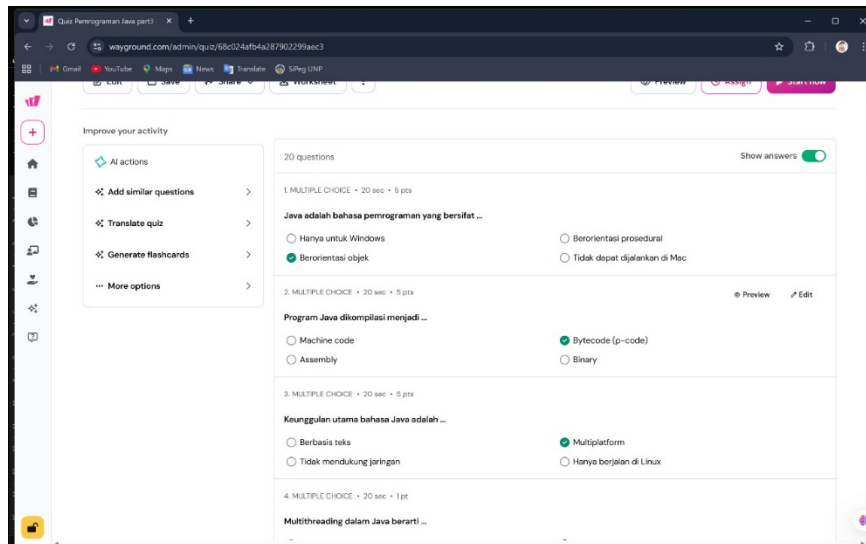 Quiz Pemrograman Java part3
wayground.com/admin/quiz/68c024afb4a287902299aec3
Gmail YouTube Maps News Translate SiPeg UNP
Edit Save Share Worksheet Preview Assign Start now
Improve your activity
AI actions
Add similar questions
Translate quiz
Generate flashcards
More options
20 questions Show answers
1. MULTIPLE CHOICE • 20 sec • 5 pts
Java adalah bahasa pemrograman yang bersifat ...
Hanya untuk Windows Berorientasi prosedural
Berorientasi objek Tidak dapat dijalankan di Mac
2. MULTIPLE CHOICE • 20 sec • 5 pts Preview Edit
Program Java dikompilasi menjadi ...
Machine code Bytecode (p-code)
Assembly Binary
3. MULTIPLE CHOICE • 20 sec • 5 pts
Keunggulan utama bahasa Java adalah ...
Berbasis teks Multiplatform
Tidak mendukung jaringan Hanya berjalan di Linux
4. MULTIPLE CHOICE • 20 sec • 1 pt
Multithreading dalam Java berarti ...